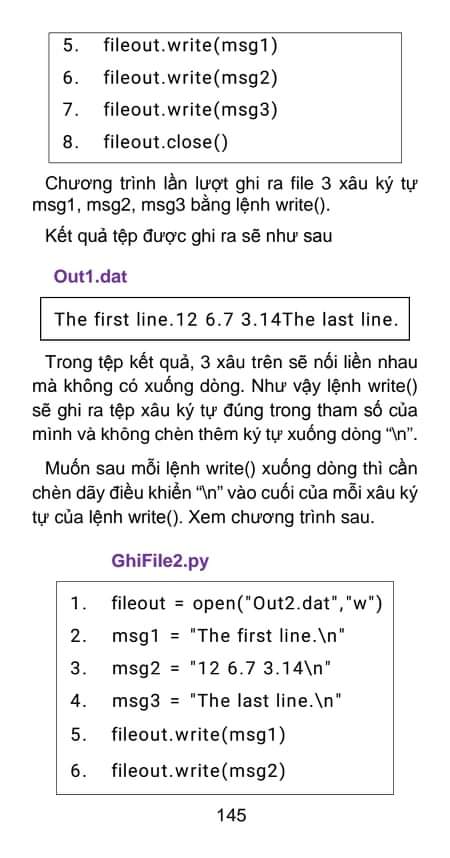 5. fileout.write(msg1)
6. fileout.write(msg2)
7. fileout.write(msg3)
8. fileout.close()
Chương trình lần lượt ghi ra file 3 xâu ký tự
msg1, msg2, msg3 bằng lệnh write().
Kết quả tệp được ghi ra sẽ như sau
Out1.dat
The first line.12 6.7 3.14The last line.
Trong tệp kết quả, 3 xâu trên sẽ nối liền nhau
mà không có xuống dòng. Như vậy lệnh write()
sẽ ghi ra tệp xâu ký tự đúng trong tham số của
mình và không chèn thêm ký tự xuống dòng “\n”.
Muốn sau mỗi lệnh write() xuống dòng thì cần
chèn dãy điều khiển “\n” vào cuối của mỗi xâu ký
tự của lệnh write(). Xem chương trình sau.
GhiFile2.py
1. fileout = open("Out2.dat","w")
2. msg1 = "The first line.\n"
3. msg2 = "12 6.7 3.14\n"
4. msg3 = "The last line.\n"
5. fileout.write(msg1)
6. fileout.write(msg2)
145